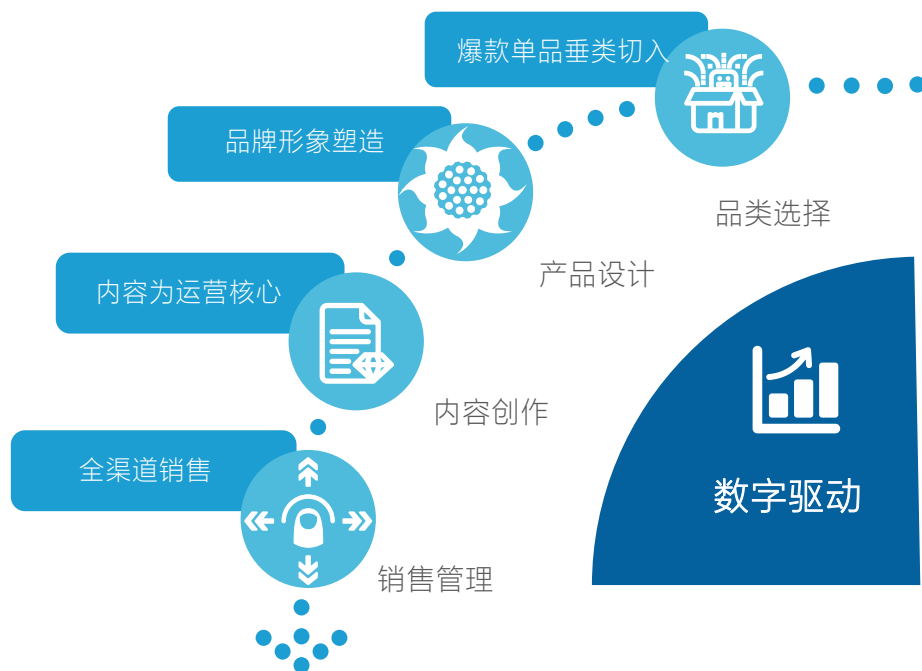 爆款单品垂类切入
品牌形象塑造
品类选择
产品设计
内容为运营核心
内容创作
全渠道销售
数字驱动
销售管理